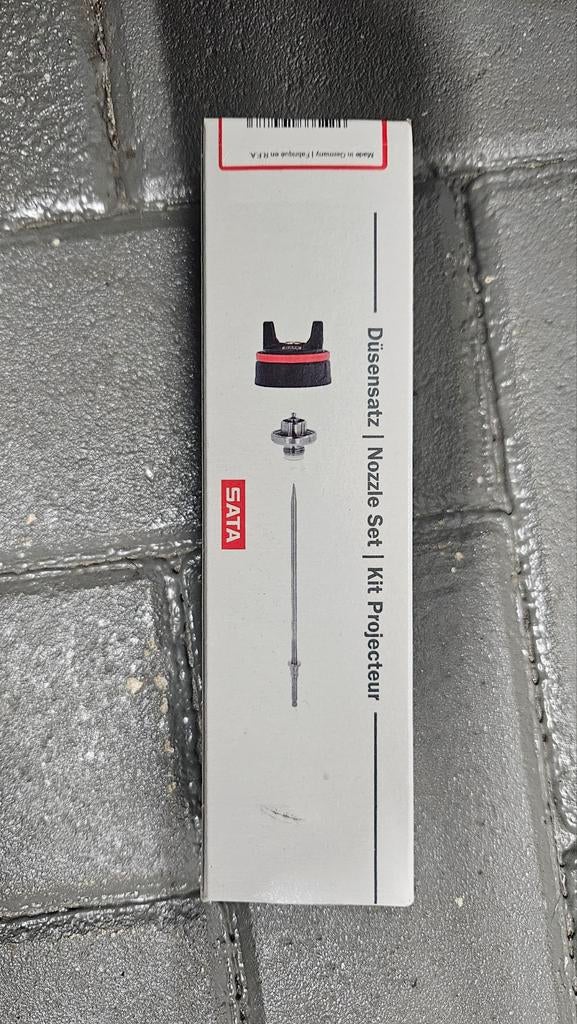 Made in Germany | Fabriqué en R.F.A.
Düsensatz | Nozzle Set | Kit Projecteur
SATA